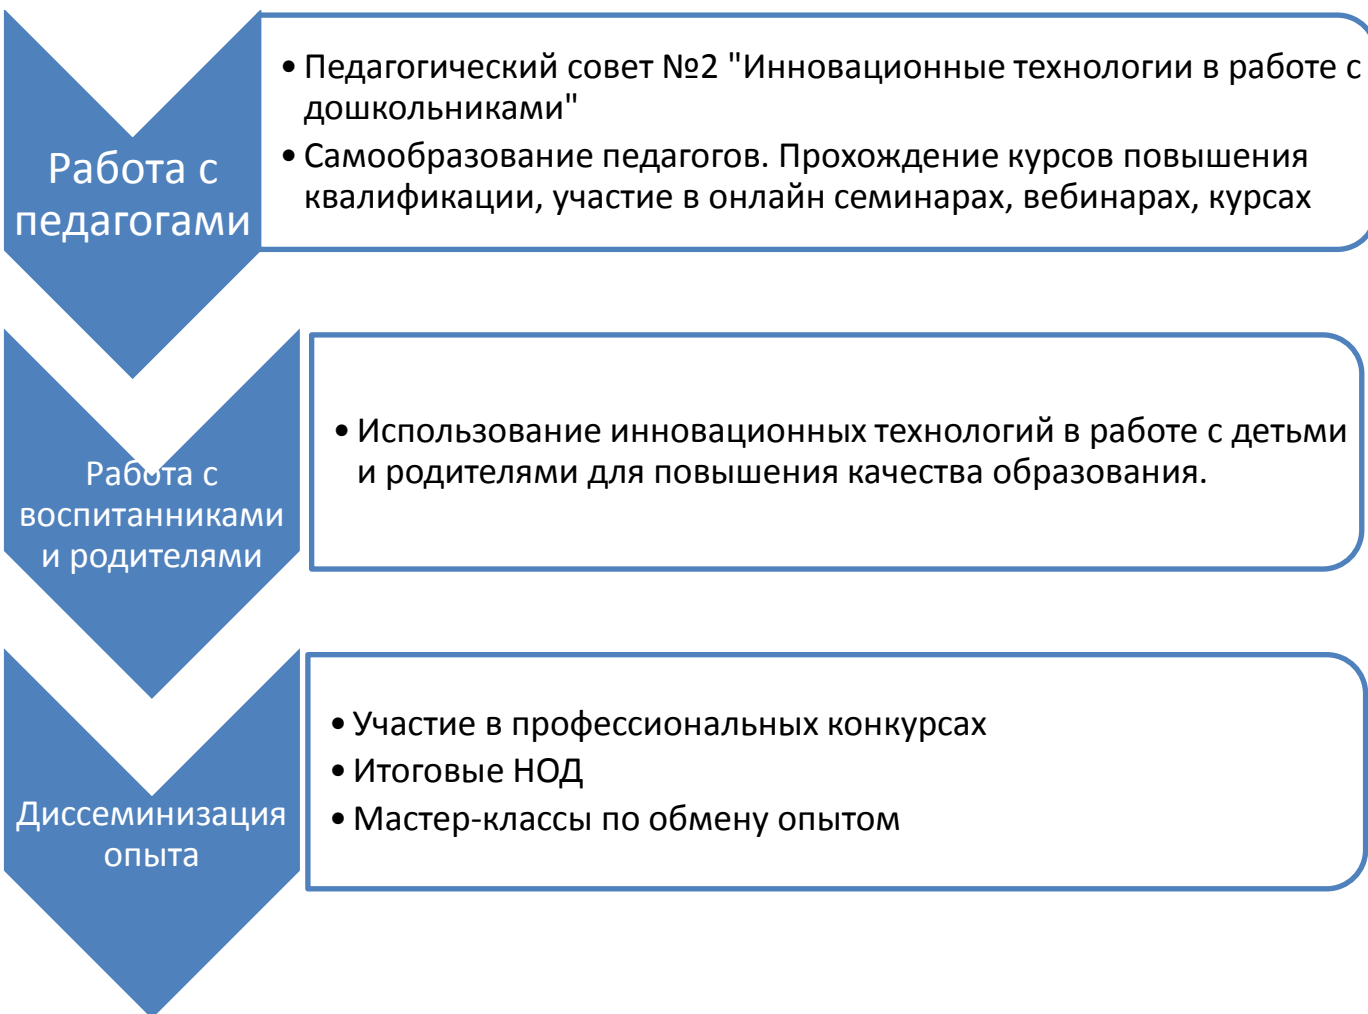 Работа с
педагогами
• Педагогический совет №2 "Инновационные технологии в работе с
дошкольниками"
• Самообразование педагогов. Прохождение курсов повышения
квалификации, участие в онлайн семинарах, вебинарах, курсах
Работа с
воспитанниками
и родителями
• Использование инновационных технологий в работе с детьми
и родителями для повышения качества образования.
Диссеминизация
опыта
• Участие в профессиональных конкурсах
• Итоговые НОД
• Мастер-классы по обмену опытом